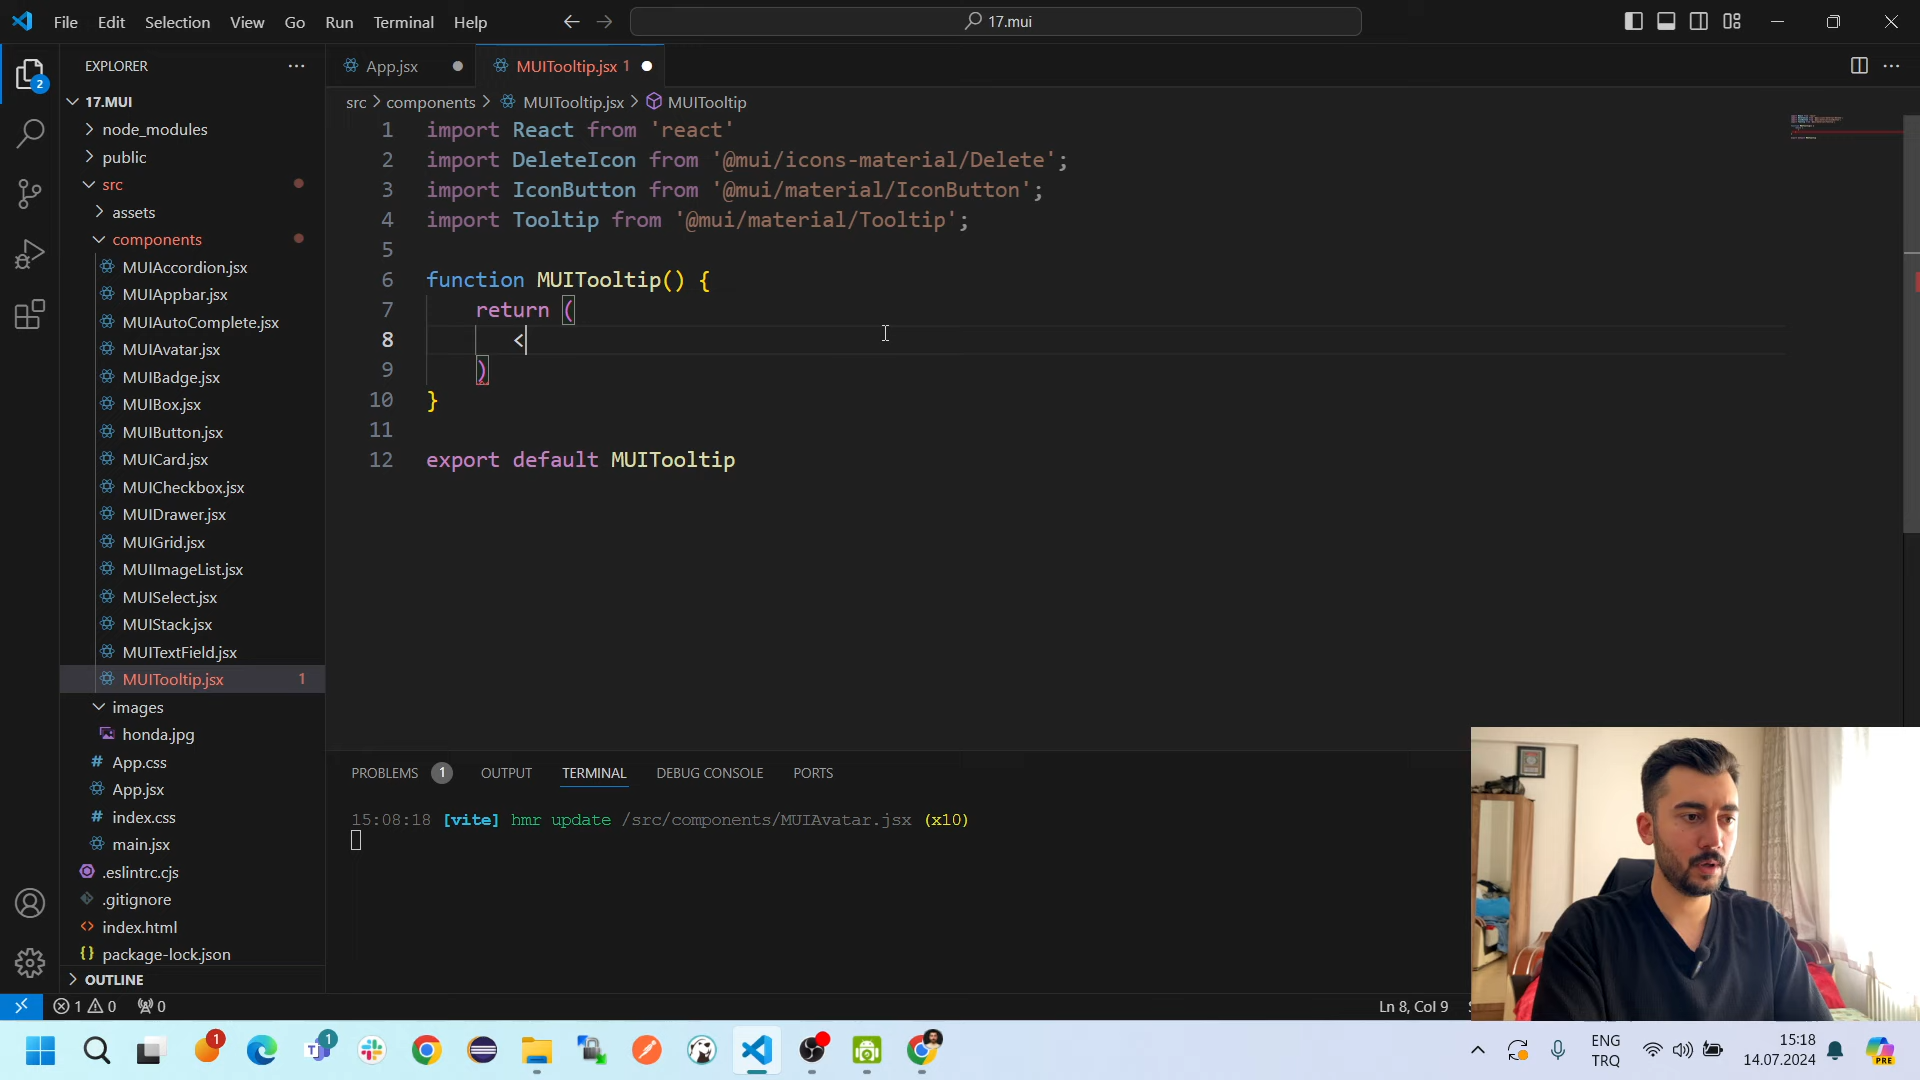 File Edit Selection View Go Run Terminal Help
17.mui
EXPLORER
17.MUI
node_modules
public
src
assets
components
MUIAccordion.jsx
MUIAppbar.jsx
MUIAutoComplete.jsx
MUIAvatar.jsx
MUIBadge.jsx
MUIBox.jsx
MUIButton.jsx
MUICard.jsx
MUICheckbox.jsx
MUIDrawer.jsx
MUIGrid.jsx
MUIImageList.jsx
MUISelect.jsx
MUIStack.jsx
MUITextField.jsx
MUITooltip.jsx 1
images
honda.jpg
App.css
App.jsx
index.css
main.jsx
.eslintrc.cjs
.gitignore
index.html
package-lock.json
OUTLINE
2
App.jsx MUITooltip.jsx 1
src > components > MUITooltip.jsx > MUITooltip
1 import React from 'react'
2 import DeleteIcon from '@mui/icons-material/Delete';
3 import IconButton from '@mui/material/IconButton';
4 import Tooltip from '@mui/material/Tooltip';
5
6 function MUITooltip() {
7 return (
8 <
9 )
10 }
11
12 export default MUITooltip
PROBLEMS 1 OUTPUT TERMINAL DEBUG CONSOLE PORTS
15:08:18 [vite] hmr update /src/components/MUIAvatar.jsx (x10)
1 0 0
Ln 8, Col 9
1
1
PRE
ENG
TRQ
15:18
14.07.2024